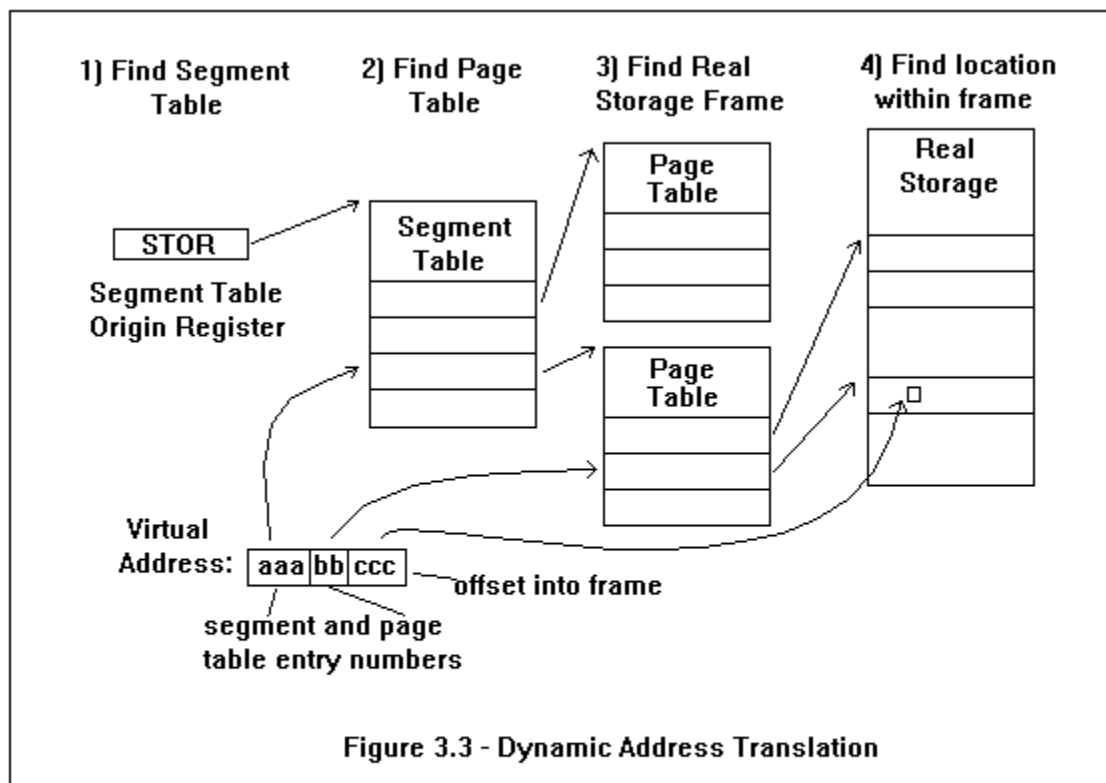 1) Find Segment
Table
2) Find Page
Table
3) Find Real
Storage Frame
4) Find location
within frame
STOR
Segment Table
Origin Register
Segment
Table
Page
Table
Page
Table
Real
Storage
Virtual
Address:
aaa bb ccc
offset into frame
segment and page
table entry numbers
Figure 3.3 - Dynamic Address Translation